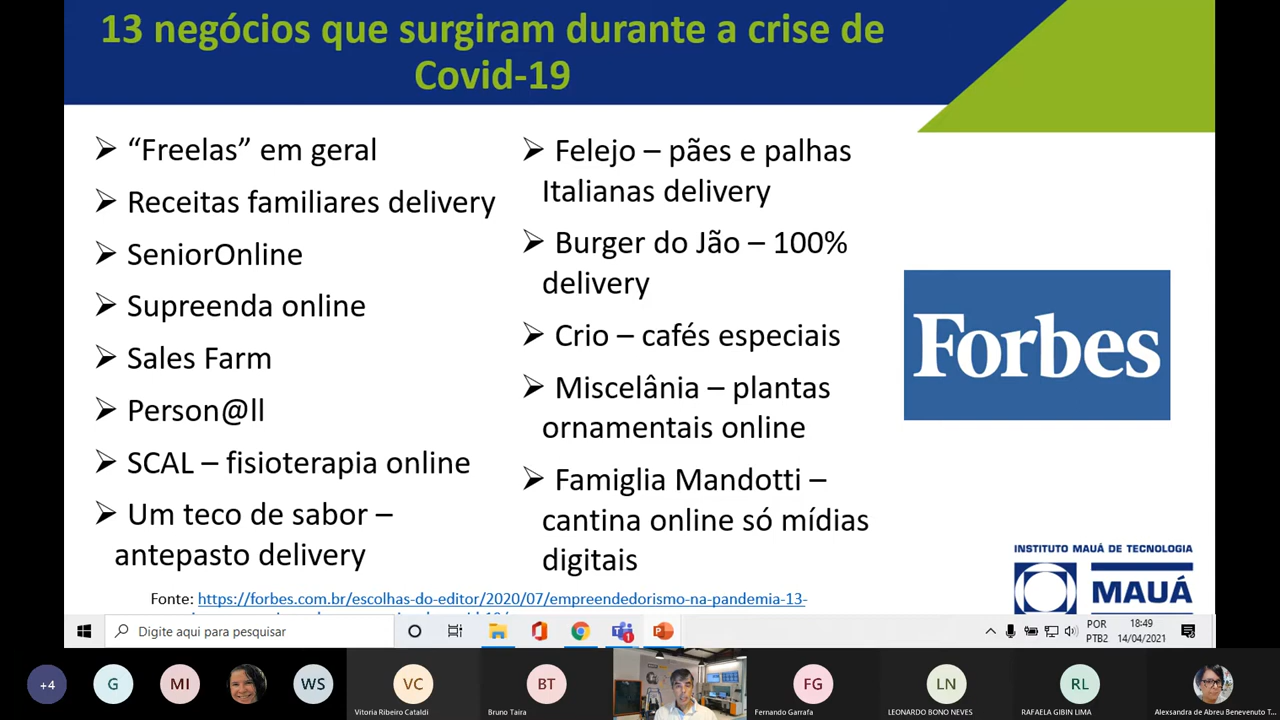 13 negócios que surgiram durante a crise de
Covid-19
“Freelas” em geral
Receitas familiares delivery
SeniorOnline
Supreenda online
Sales Farm
Person@ll
SCAL – fisioterapia online
Um teco de sabor –
antepasto delivery
Felejo – pães e palhas
Italianas delivery
Burger do Jão – 100%
delivery
Crio – cafés especiais
Miscelânia – plantas
ornamentais online
Famiglia Mandotti –
cantina online só mídias
digitais
Forbes
INSTITUTO MAUÁ DE TECNOLOGIA
MAUÁ
Fonte: https://forbes.com.br/escolhas-do-editor/2020/07/empreendedorismo-na-pandemia-13-
Digite aqui para pesquisar
1
POR
PTB2
18:49
14/04/2021
+4
G
MI
WS
VC
Vitoria Ribeiro Cataldi
BT
Bruno Taira
FG
Fernando Garrafa
LN
LEONARDO BONO NEVES
RL
RAFAELA GIBIN LIMA
Alexsandra de Abreu Benevenuto T...